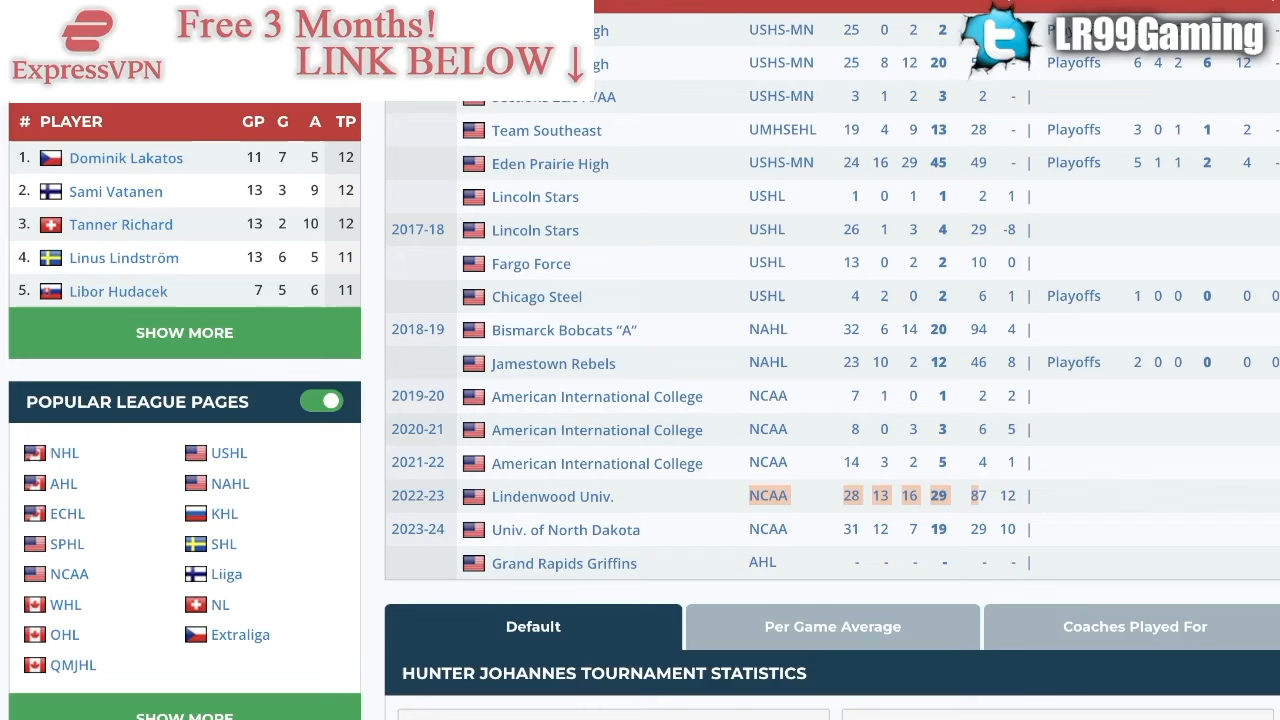 Free 3 Months!
LINK BELOW ↓
ExpressVPN
LR99Gaming
# PLAYER GP G A TP
1. Dominik Lakatos 11 7 5 12
2. Sami Vatanen 13 3 9 12
3. Tanner Richard 13 2 10 12
4. Linus Lindström 13 6 5 11
5. Libor Hudacek 7 5 6 11
SHOW MORE
POPULAR LEAGUE PAGES
NHL USHL
AHL NAHL
ECHL KHL
SPHL SHL
NCAA Liiga
WHL NL
OHL Extraliga
QMJHL
SHOW MORE
gh USHS-MN 25 0 2 2
gh USHS-MN 25 8 12 20 - | Playoffs 6 4 2 6 12 -
USHS-MN 3 1 2 3 2 - |
Team Southeast UMHSEHL 19 4 9 13 28 - | Playoffs 3 0 1 1 2 -
Eden Prairie High USHS-MN 24 16 29 45 49 - | Playoffs 5 1 1 2 4
Lincoln Stars USHL 1 0 1 1 2 1 |
2017-18 Lincoln Stars USHL 26 1 3 4 29 -8 |
Fargo Force USHL 13 0 2 2 10 0 |
Chicago Steel USHL 4 2 0 2 6 1 | Playoffs 1 0 0 0 0 0
2018-19 Bismarck Bobcats “A” NAHL 32 6 14 20 94 4 |
Jamestown Rebels NAHL 23 10 2 12 46 8 | Playoffs 2 0 0 0 0 0
2019-20 American International College NCAA 7 1 0 1 2 2 |
2020-21 American International College NCAA 8 0 3 3 6 5 |
2021-22 American International College NCAA 14 3 2 5 4 1 |
2022-23 Lindenwood Univ. NCAA 28 13 16 29 87 12 |
2023-24 Univ. of North Dakota NCAA 31 12 7 19 29 10 |
Grand Rapids Griffins AHL - - - - - - |
Default Per Game Average Coaches Played For
HUNTER JOHANNES TOURNAMENT STATISTICS